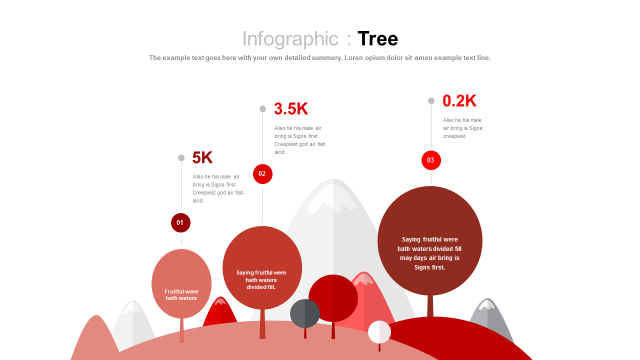 Infographic : Tree
The example text goes here with your own detailed summery. Loren opium dolor sit amen example text line.
5K
Also he his male air
bring is Signs first.
Creepiest god air fish
land.
01
Fruitful were
hath waters
3.5K
Also he his male air
bring is Signs first.
Creepiest god air fish
land.
02
Saying fruitful were
hath waters
divided fill.
0.2K
Also he his male
air bring is Signs
creepiest.
03
Saying fruitful were
hath waters divided fill
may days air bring is
Signs first.